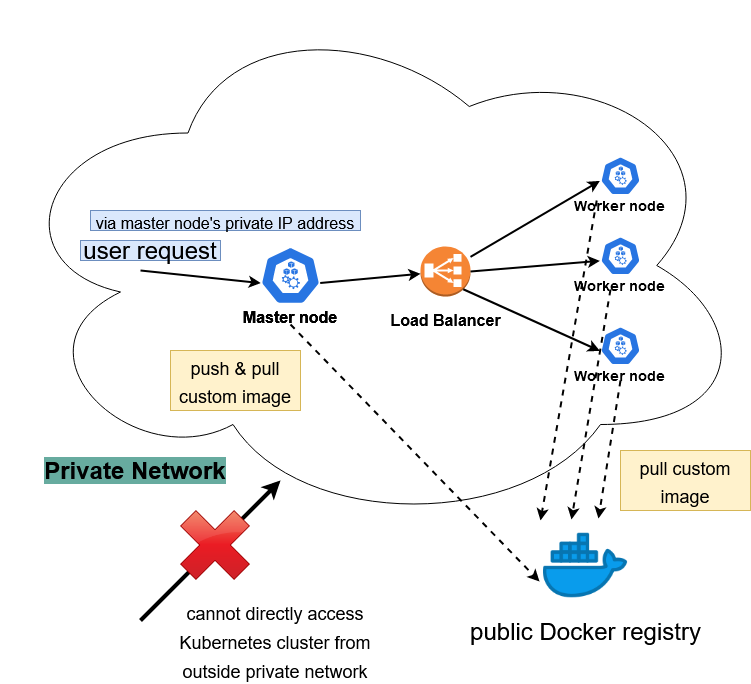 via master node's private IP address
user request
Master node
Load Balancer
Worker node
Worker node
Worker node
push & pull
custom image
Private Network
pull custom
image
cannot directly access
Kubernetes cluster from
outside private network
public Docker registry